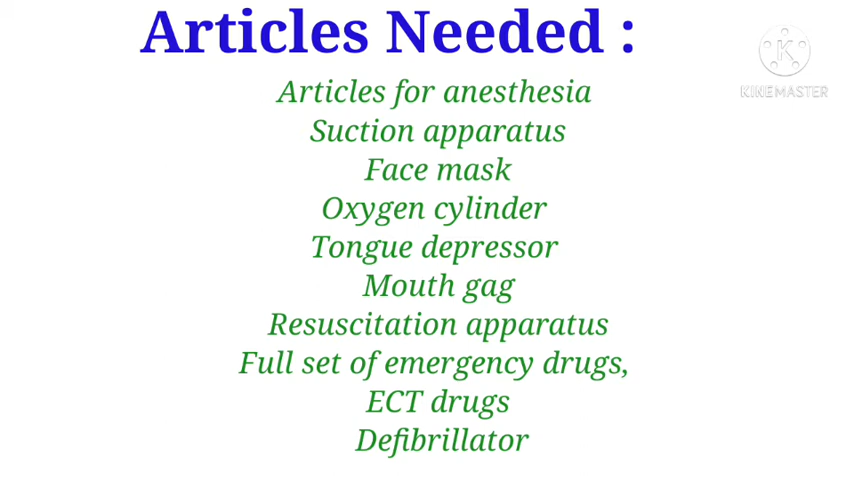 Articles Needed :
K
KINEMASTER
Articles for anesthesia
Suction apparatus
Face mask
Oxygen cylinder
Tongue depressor
Mouth gag
Resuscitation apparatus
Full set of emergency drugs,
ECT drugs
Defibrillator